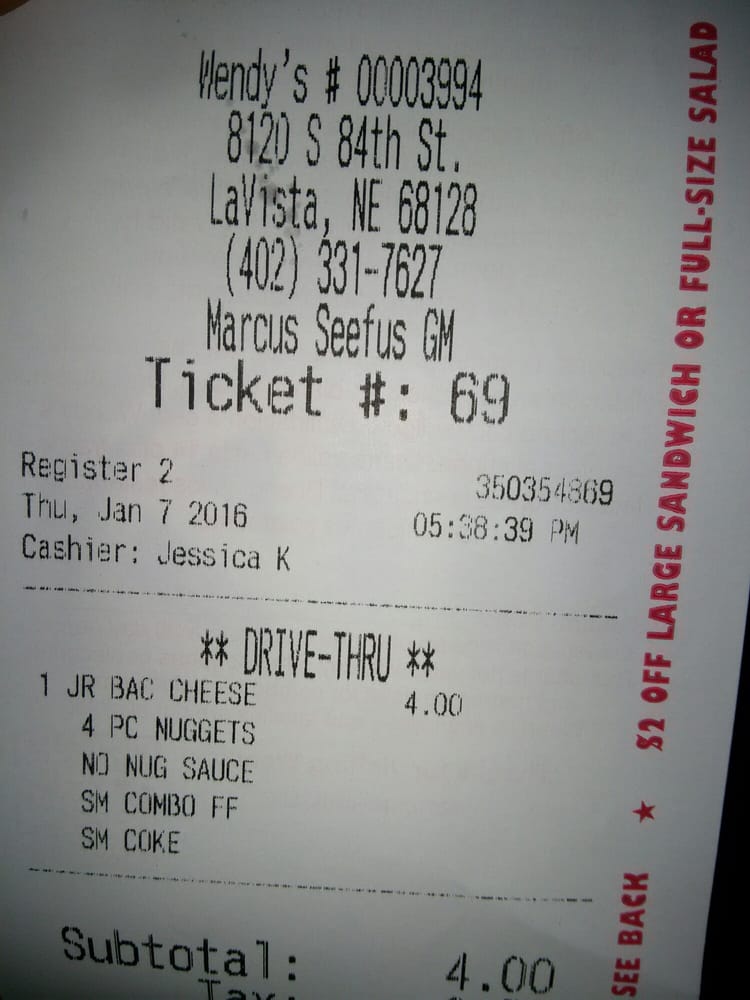 Wendy's # 00003994
8120 S 84th St.
LaVista, NE 68128
(402) 331-7627
Marcus Seefus GM
Ticket #: 69
Register 2 350354869
Thu, Jan 7 2016 05:38:39 PM
Cashier: Jessica K
** DRIVE-THRU **
1 JR BAC CHEESE 4.00
4 PC NUGGETS
NO NUG SAUCE
SM COMBO FF
SM COKE
Subtotal: 4.00
Tax:
SEE BACK ★ $2 OFF LARGE SANDWICH OR FULL-SIZE SALAD